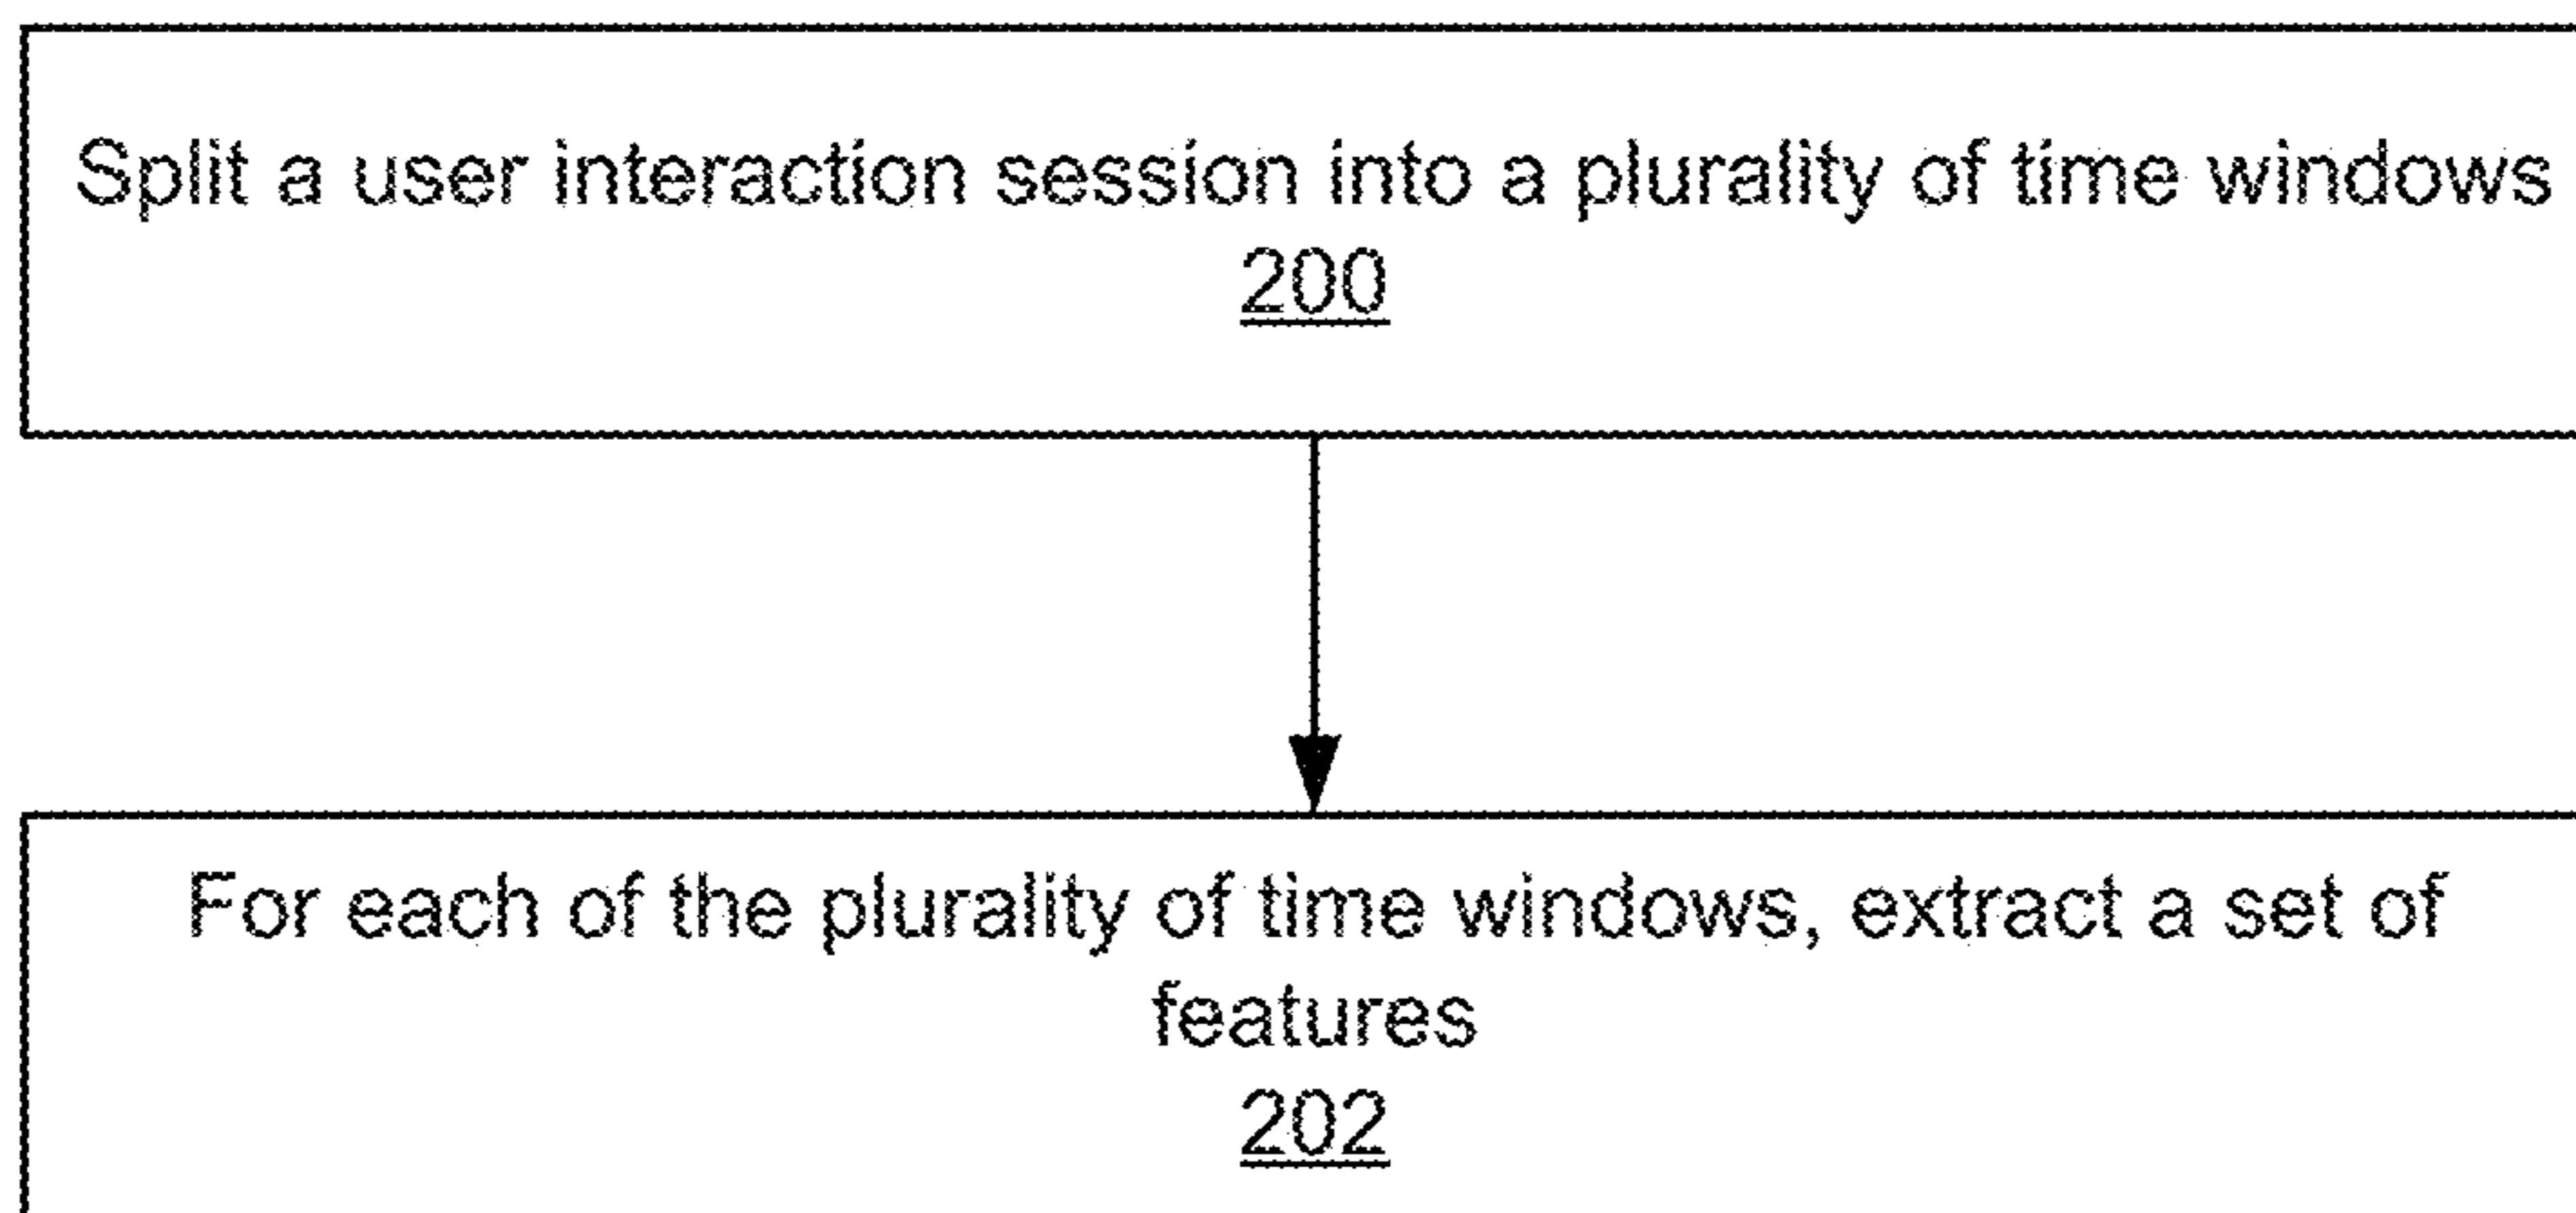 Split a user interaction session into a plurality of time windows
200
For each of the plurality of time windows, extract a set of
features
202